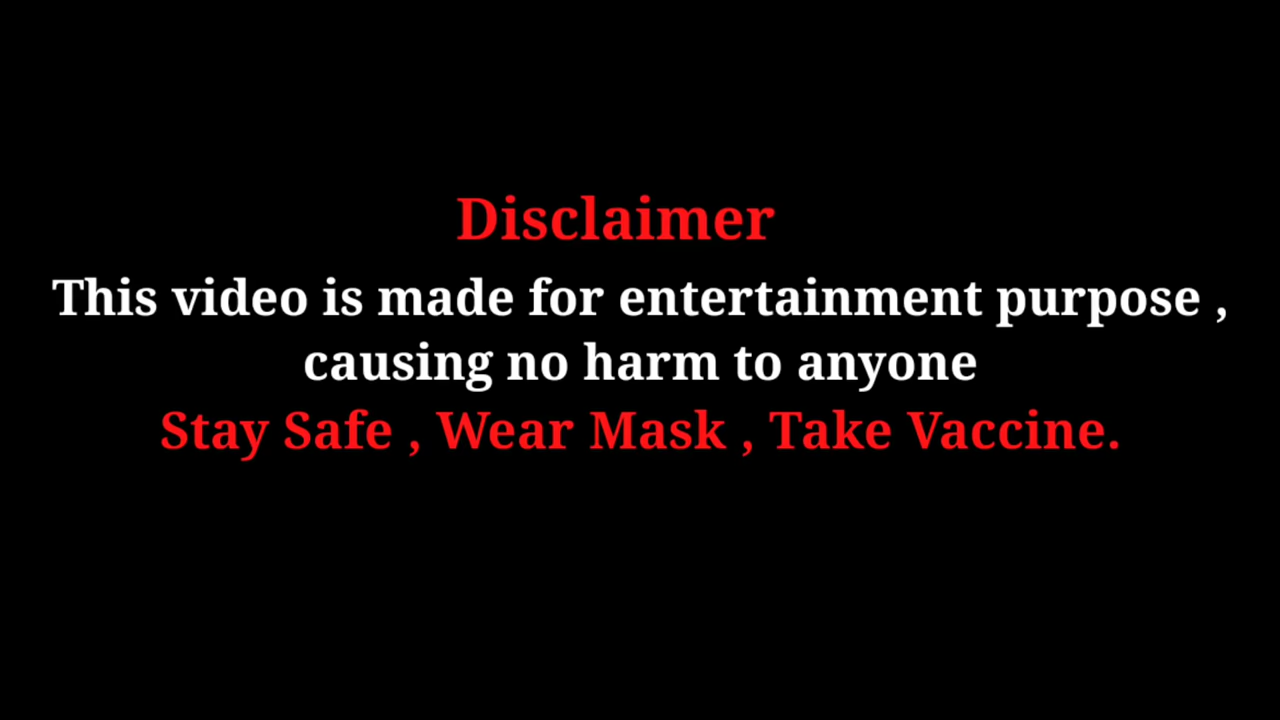 Disclaimer
This video is made for entertainment purpose ,
causing no harm to anyone
Stay Safe , Wear Mask , Take Vaccine.